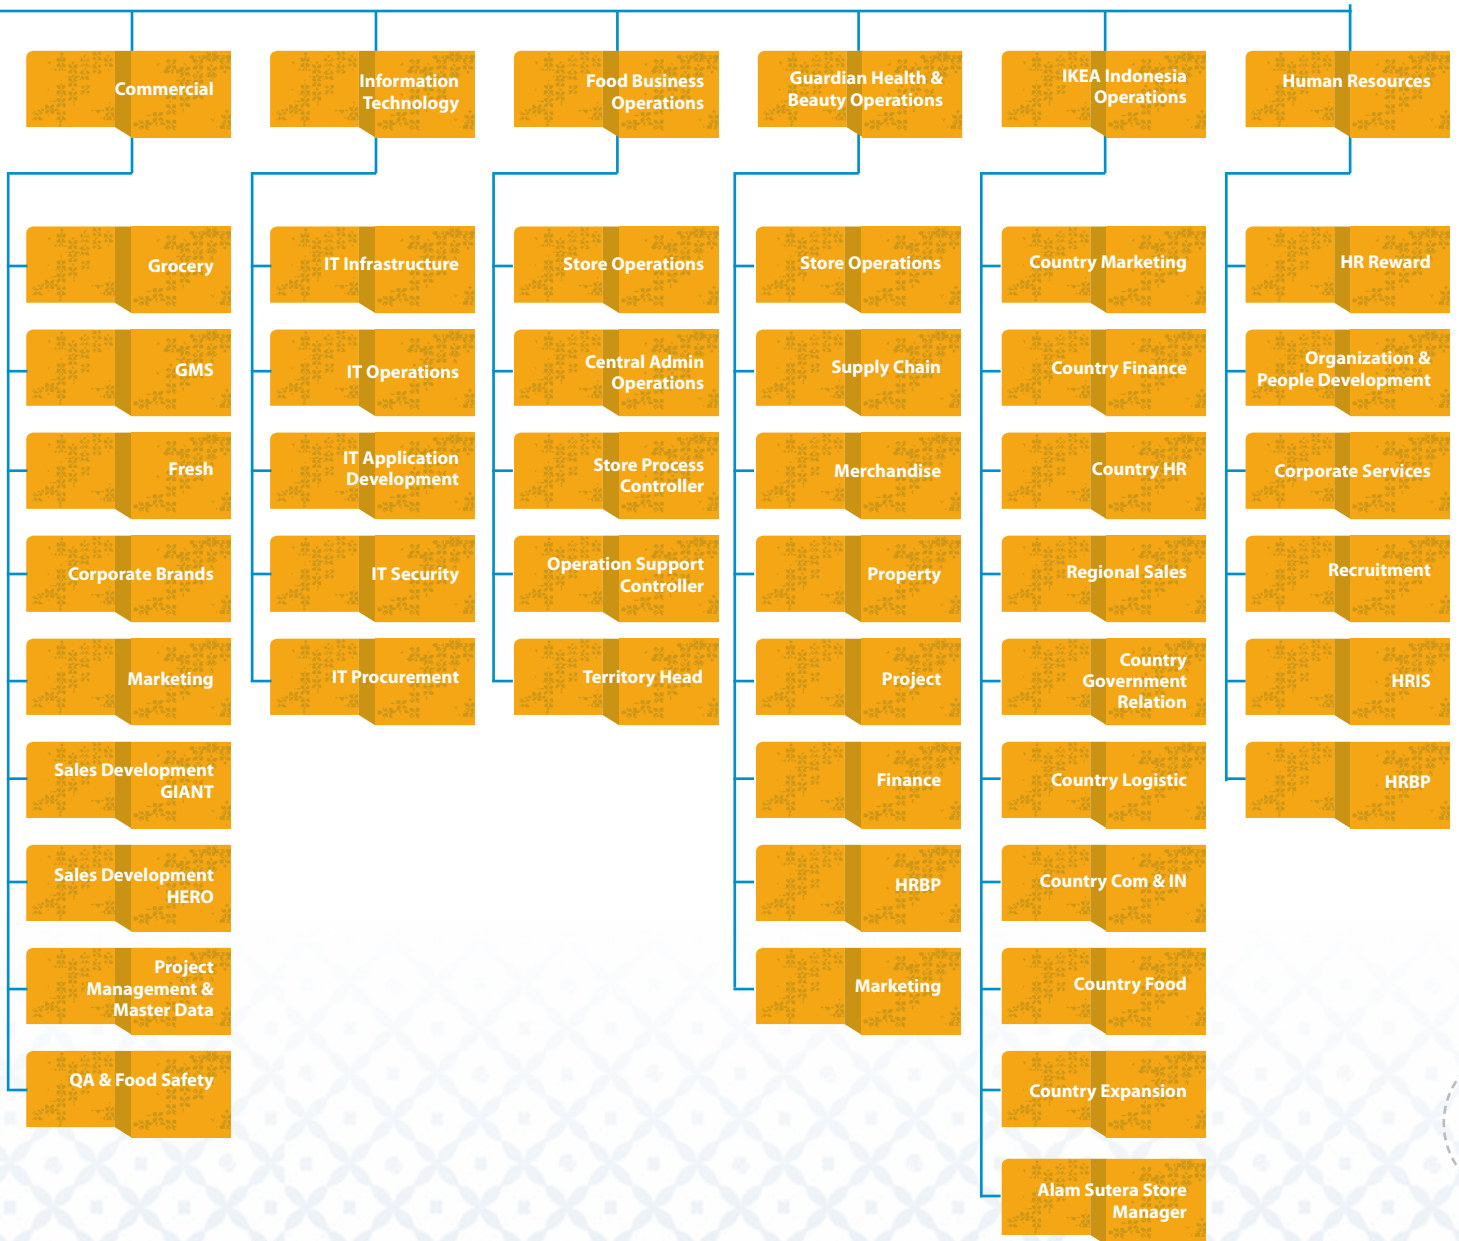 Commercial
Information
Technology
Food Business
Operations
Guardian Health &
Beauty Operations
IKEA Indonesia
Operations
Human Resources
Grocery
GMS
Fresh
Corporate Brands
Marketing
Sales Development
GIANT
Sales Development
HERO
Project
Management &
Master Data
QA & Food Safety
IT Infrastructure
IT Operations
IT Application
Development
IT Security
IT Procurement
Store Operations
Central Admin
Operations
Store Process
Controller
Operation Support
Controller
Territory Head
Store Operations
Supply Chain
Merchandise
Property
Project
Finance
HRBP
Marketing
Country Marketing
Country Finance
Country HR
Regional Sales
Country
Government
Relation
Country Logistic
Country Com & IN
Country Food
Country Expansion
Alam Sutera Store
Manager
HR Reward
Organization &
People Development
Corporate Services
Recruitment
HRIS
HRBP